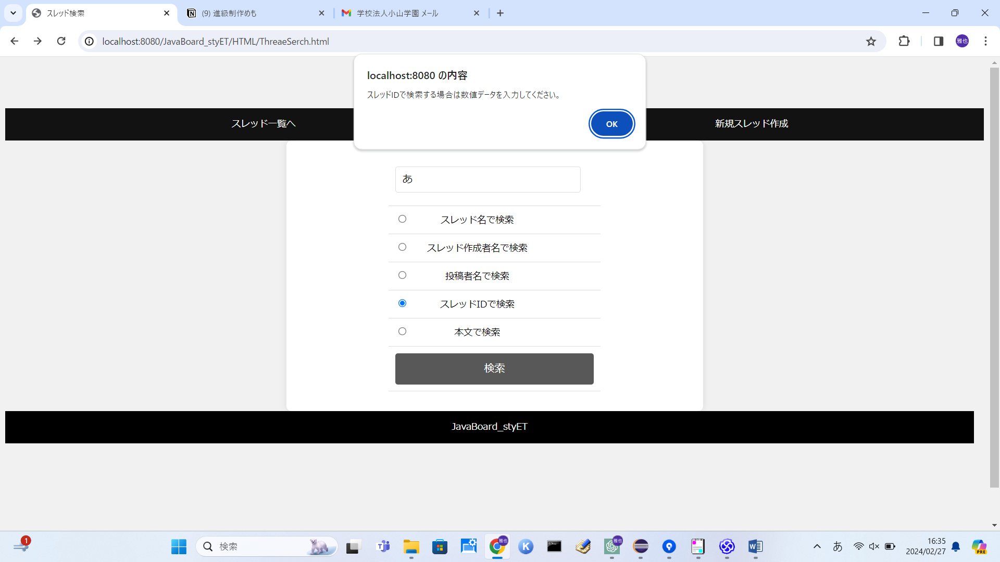 スレッド検索
(9) 進級制作めも
学校法人小山学園 メール
localhost:8080/JavaBoard_styET/HTML/ThreaeSerch.html
雅也
localhost:8080 の内容
スレッドIDで検索する場合は数値データを入力してください。
OK
スレッド一覧へ
新規スレッド作成
あ
スレッド名で検索
スレッド作成者名で検索
投稿者名で検索
スレッドIDで検索
本文で検索
検索
JavaBoard_styET
1
検索
雅也
K
雅也
あ
16:35
2024/02/27
PRE